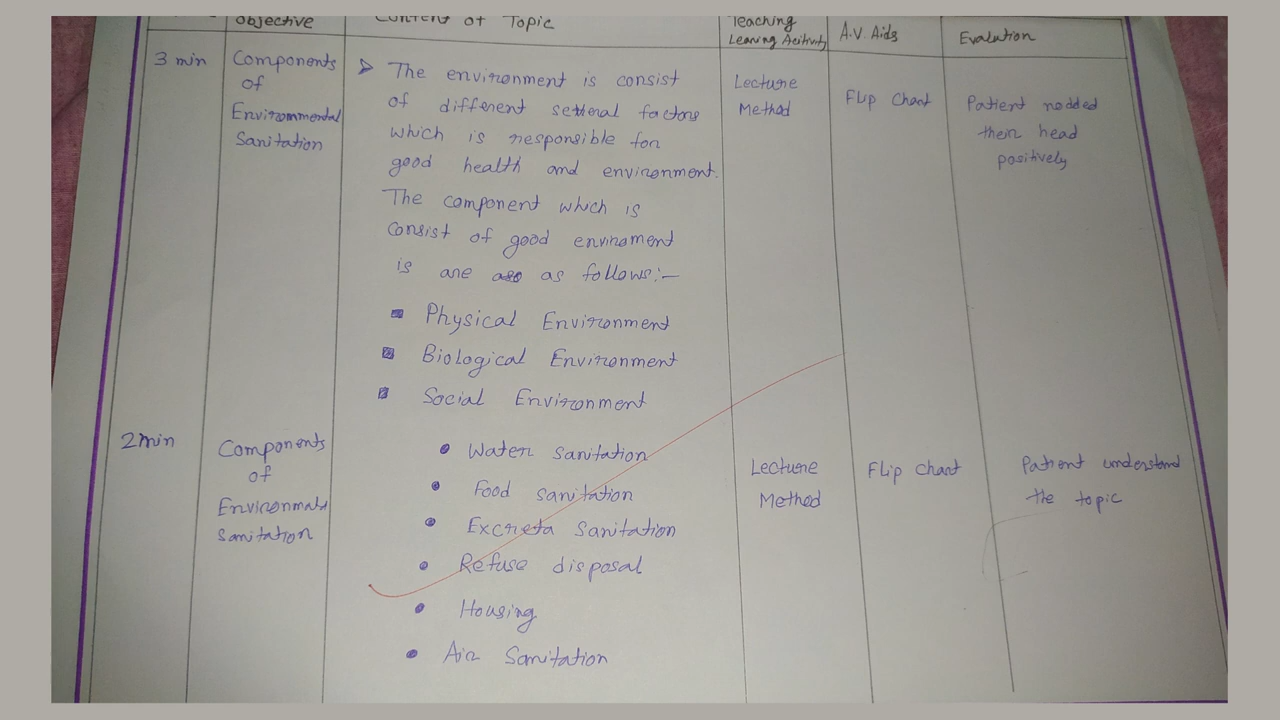 Objective
Content of Topic
Teaching
Learning Acitivity
A.V. Aids
Evaluation
3 min
Components
of
Environmental
Sanitation
➤ The environment is consist
of different several factors
which is responsible for
good health and environment.
The component which is
consist of good environment
is are as follows:-
Lecture
Method
Flip Chart
Patient nodded
their head
positively
▪ Physical Environment
▪ Biological Environment
▪ Social Environment
2min
Components
of
Sanitation
• Water sanitation
• Food sanitation
• Excreta Sanitation
• Refuse disposal
• Housing
• Air Sanitation
Lecture
Method
Flip Chart
Patient understand
the topic